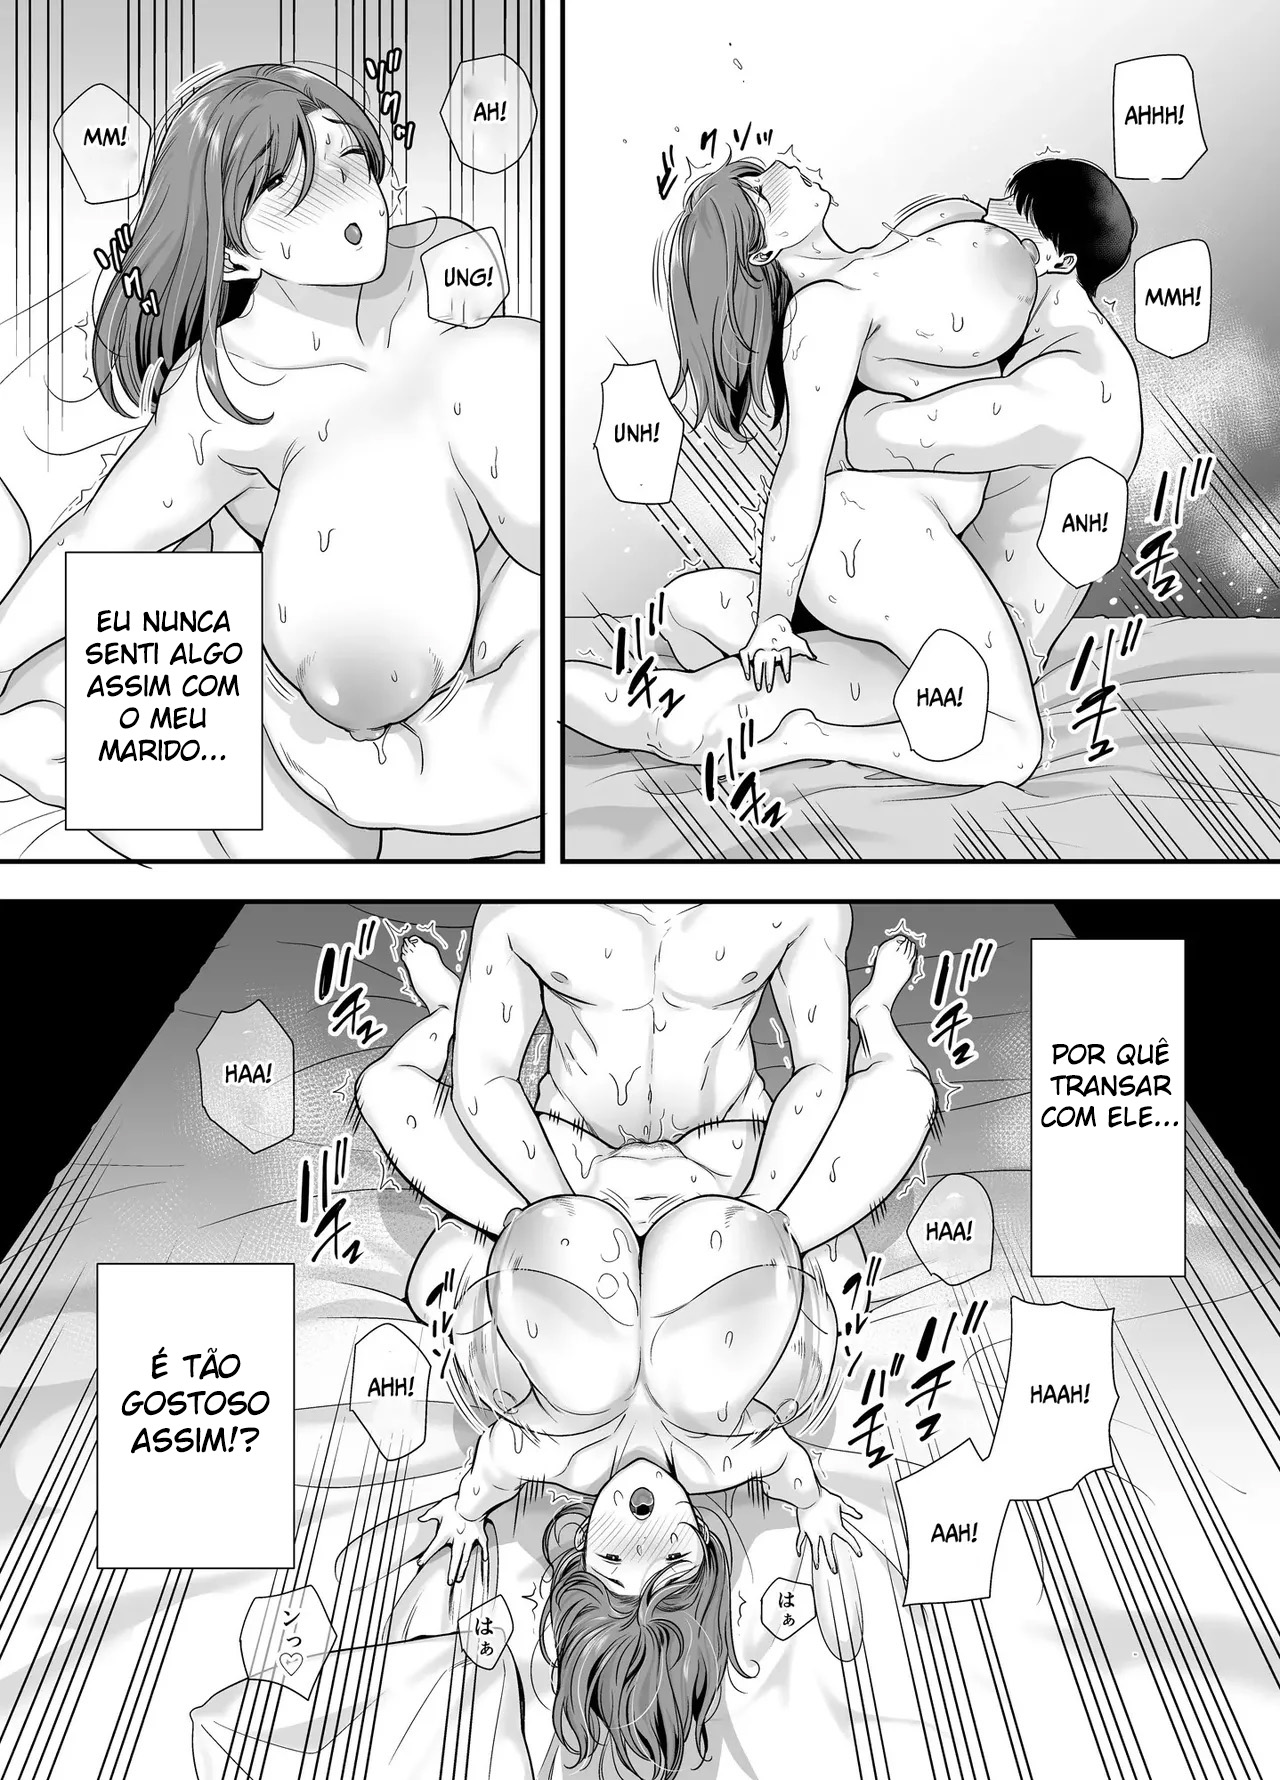 AHHH!
MMH!
UNH!
ANH!
HAA!
AH!
MM!
UNG!
EU NUNCA
SENTI ALGO
ASSIM COM
O MEU
MARIDO...
POR QUÊ
TRANSAR
COM ELE...
HAA!
HAA!
É TÃO
GOSTOSO
ASSIM!?
AHH!
HAAH!
AAH!
はぁ
はぁ
ンっ♡